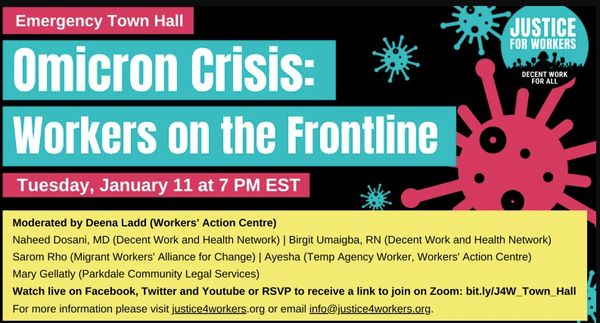 Emergency Town Hall
JUSTICE
FOR WORKERS
DECENT WORK
FOR ALL
Omicron Crisis:
Workers on the Frontline
Tuesday, January 11 at 7 PM EST
Moderated by Deena Ladd (Workers' Action Centre)
Naheed Dosani, MD (Decent Work and Health Network) | Birgit Umaigba, RN (Decent Work and Health Network)
Sarom Rho (Migrant Workers' Alliance for Change) | Ayesha (Temp Agency Worker, Workers' Action Centre)
Mary Gellatly (Parkdale Community Legal Services)
Watch live on Facebook, Twitter and Youtube or RSVP to receive a link to join on Zoom: bit.ly/J4W_Town_Hall
For more information please visit justice4workers.org or email info@justice4workers.org.